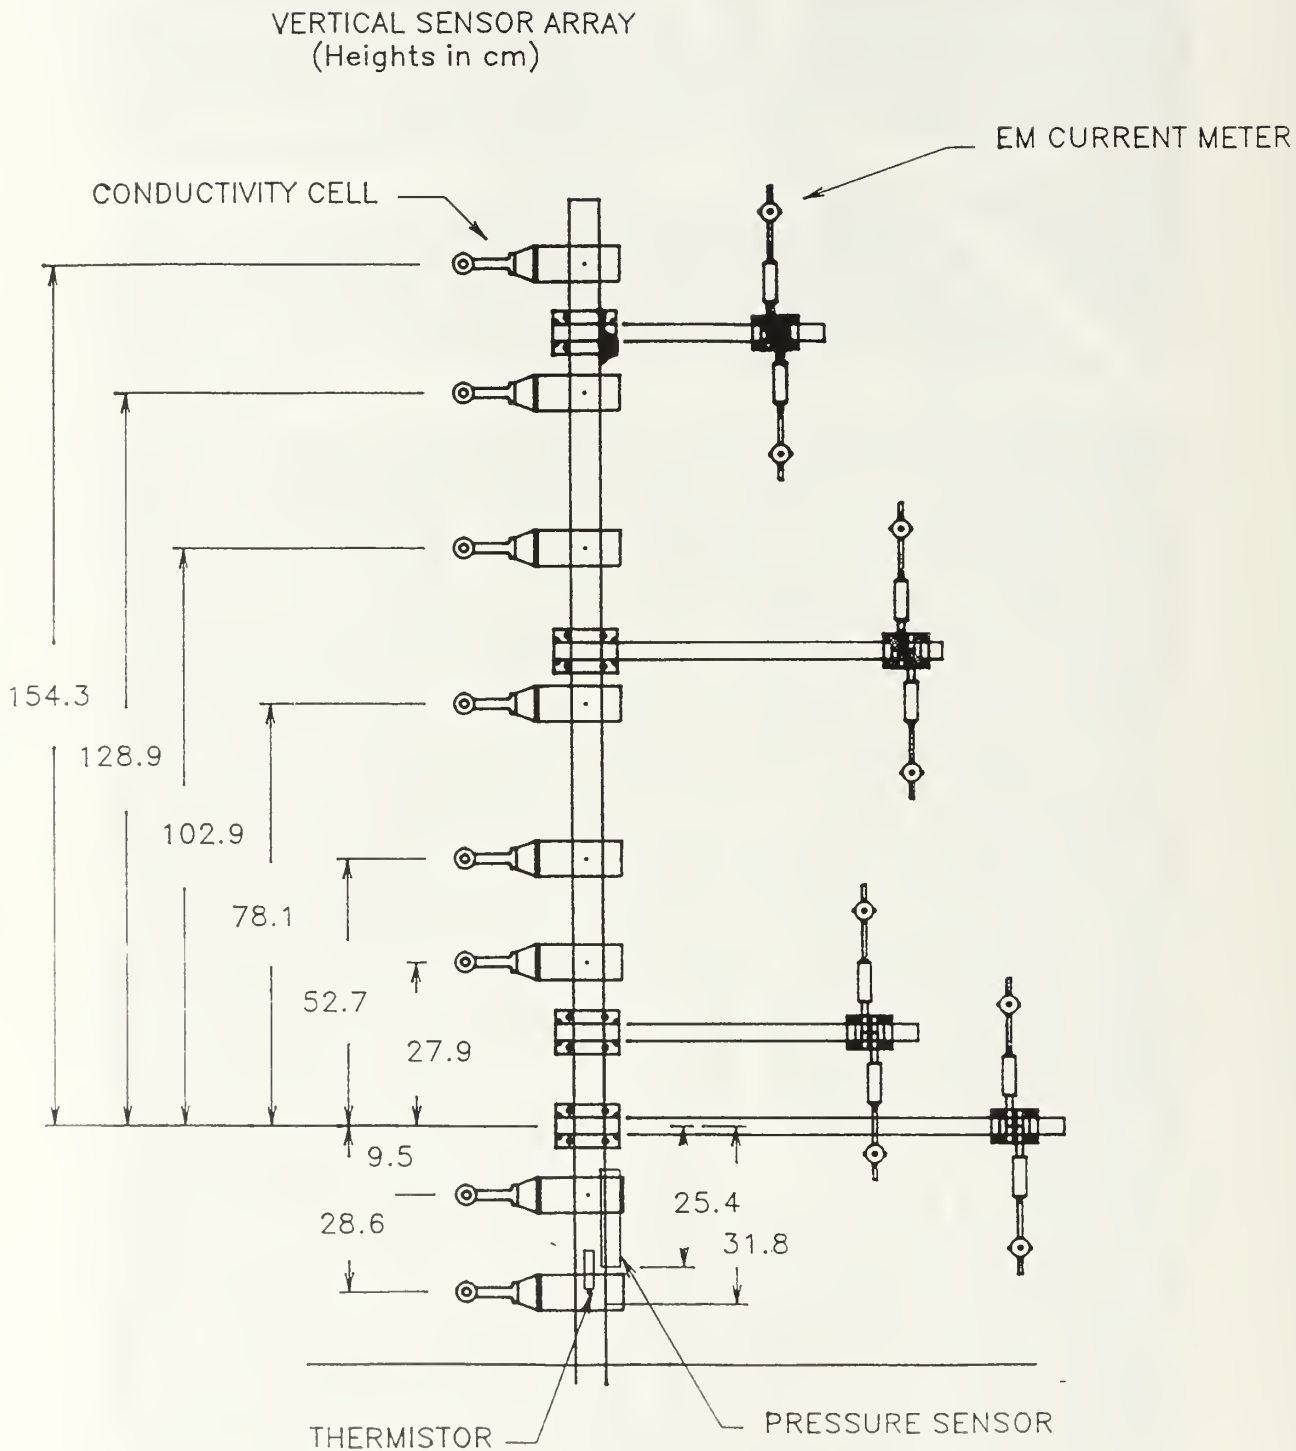 VERTICAL SENSOR ARRAY
(Heights in cm)
EM CURRENT METER
CONDUCTIVITY CELL
154.3
128.9
102.9
78.1
52.7
27.9
9.5
28.6
25.4
31.8
THERMISTOR
PRESSURE SENSOR